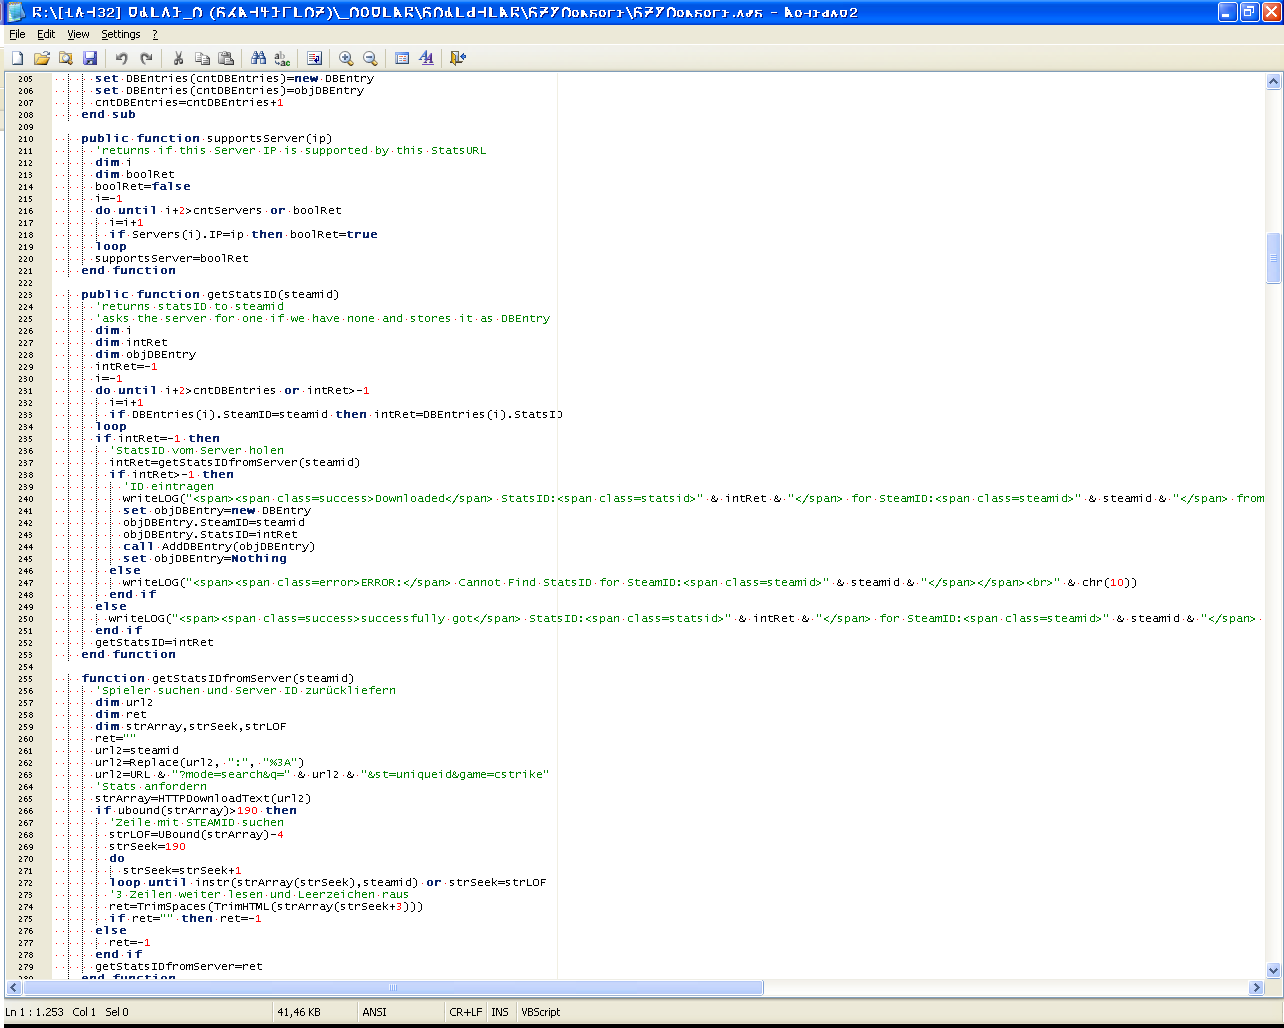 File Edit View Settings ?
205 set DBEntries(cntDBEntries)=new DBEntry
206 set DBEntries(cntDBEntries)=objDBEntry
207 cntDBEntries=cntDBEntries+1
208 end sub
209
210 public function supportsServer(ip)
211 'returns if this Server IP is supported by this StatsURL
212 dim i
213 dim boolRet
214 boolRet=false
215 i=-1
216 do until i+2>cntServers or boolRet
217 i=i+1
218 if Servers(i).IP=ip then boolRet=true
219 loop
220 supportsServer=boolRet
221 end function
222
223 public function getStatsID(steamid)
224 'returns statsID to steamid
225 'asks the server for one if we have none and stores it as DBEntry
226 dim i
227 dim intRet
228 dim objDBEntry
229 intRet=-1
230 i=-1
231 do until i+2>cntDBEntries or intRet>-1
232 i=i+1
233 if DBEntries(i).SteamID=steamid then intRet=DBEntries(i).StatsID
234 loop
235 if intRet=-1 then
236 'StatsID vom Server holen
237 intRet=getStatsIDfromServer(steamid)
238 if intRet>-1 then
239 'ID eintragen
240 writeLOG("<span><span class=success>Downloaded</span> StatsID:<span class=statsid>" & intRet & "</span> for SteamID:<span class=steamid>" & steamid & "</span> from
241 set objDBEntry=new DBEntry
242 objDBEntry.SteamID=steamid
243 objDBEntry.StatsID=intRet
244 call AddDBEntry(objDBEntry)
245 set objDBEntry=Nothing
246 else
247 writeLOG("<span><span class=error>ERROR:</span> Cannot Find StatsID for SteamID:<span class=steamid>" & steamid & "</span></span><br>" & chr(10))
248 end if
249 else
250 writeLOG("<span><span class=success>successfully got</span> StatsID:<span class=statsid>" & intRet & "</span> for SteamID:<span class=steamid>" & steamid & "</span>
251 end if
252 getStatsID=intRet
253 end function
254
255 function getStatsIDfromServer(steamid)
256 'Spieler suchen und Server ID zurückliefern
257 dim url2
258 dim ret
259 dim strArray,strSeek,strLOF
260 ret=""
261 url2=steamid
262 url2=Replace(url2, ":", "%3A")
263 url2=URL & "?mode=search&q=" & url2 & "&st=uniqueid&game=cstrike"
264 'Stats anfordern
265 strArray=HTTPDownloadText(url2)
266 if ubound(strArray)>190 then
267 'Zeile mit STEAMID suchen
268 strLOF=UBound(strArray)-4
269 strSeek=190
270 do
271 strSeek=strSeek+1
272 loop until instr(strArray(strSeek),steamid) or strSeek=strLOF
273 '3 Zeilen weiter lesen und Leerzeichen raus
274 ret=TrimSpaces(TrimHTML(strArray(strSeek+3)))
275 if ret="" then ret=-1
276 else
277 ret=-1
278 end if
279 getStatsIDfromServer=ret
280 end function
Ln 1 : 1.253 Col 1 Sel 0 41,46 KB ANSI CR+LF INS VBScript